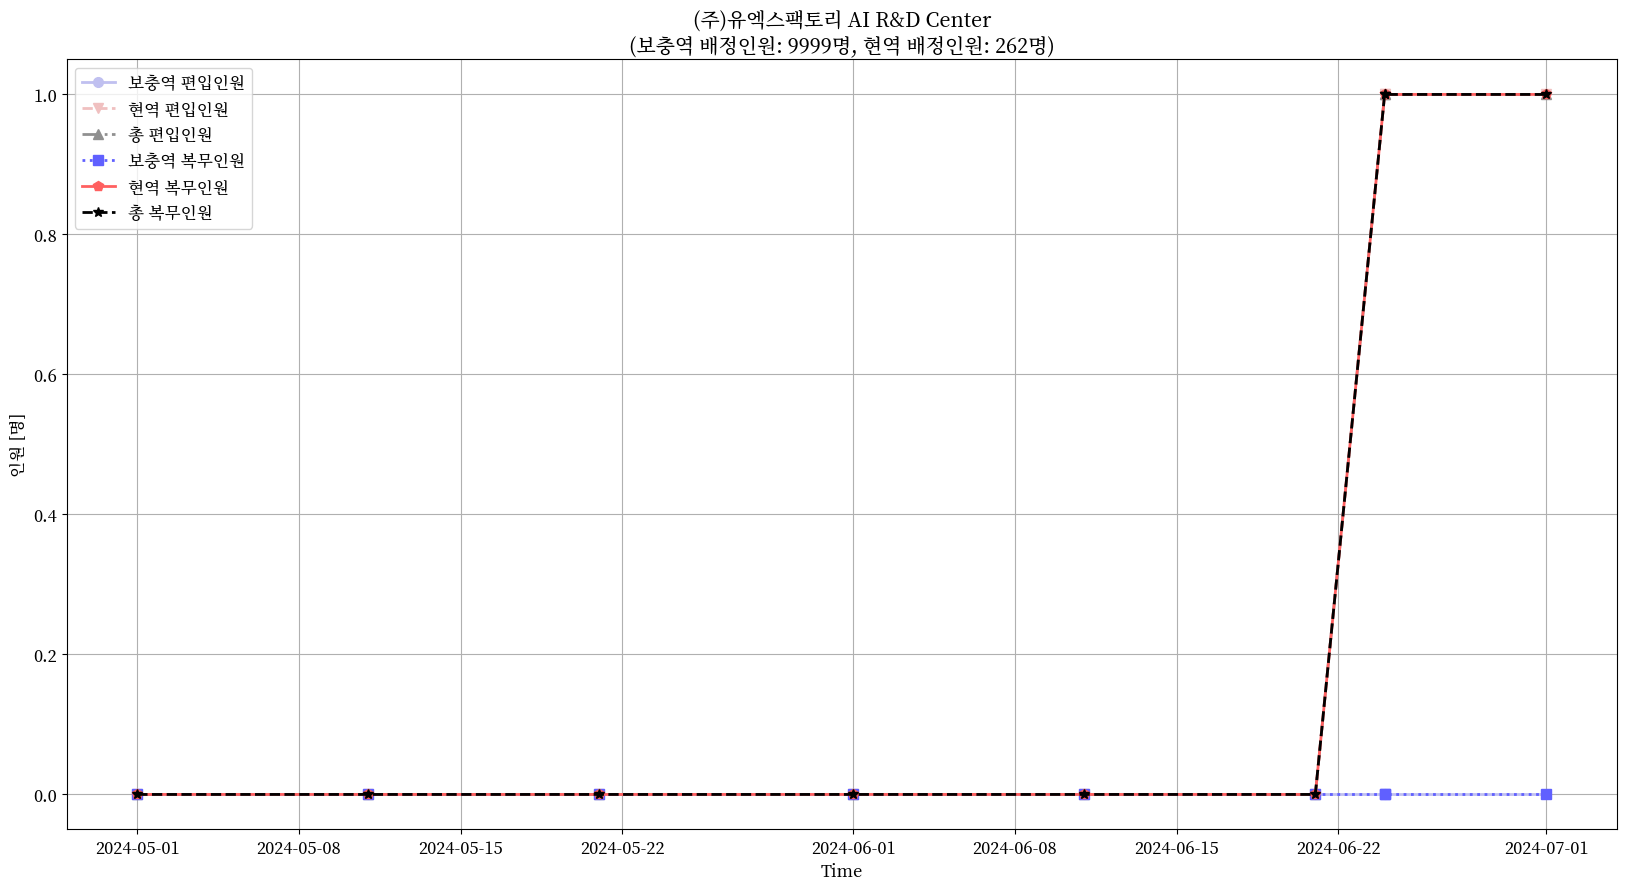 (주)유엑스팩토리 AI R&D Center
(보충역 배정인원: 9999명, 현역 배정인원: 262명)
보충역 편입인원
현역 편입인원
총 편입인원
보충역 복무인원
현역 복무인원
총 복무인원
1.0
0.8
0.6
0.4
0.2
0.0
인원 [명]
2024-05-01 2024-05-08 2024-05-15 2024-05-22 2024-06-01 2024-06-08 2024-06-15 2024-06-22 2024-07-01
Time